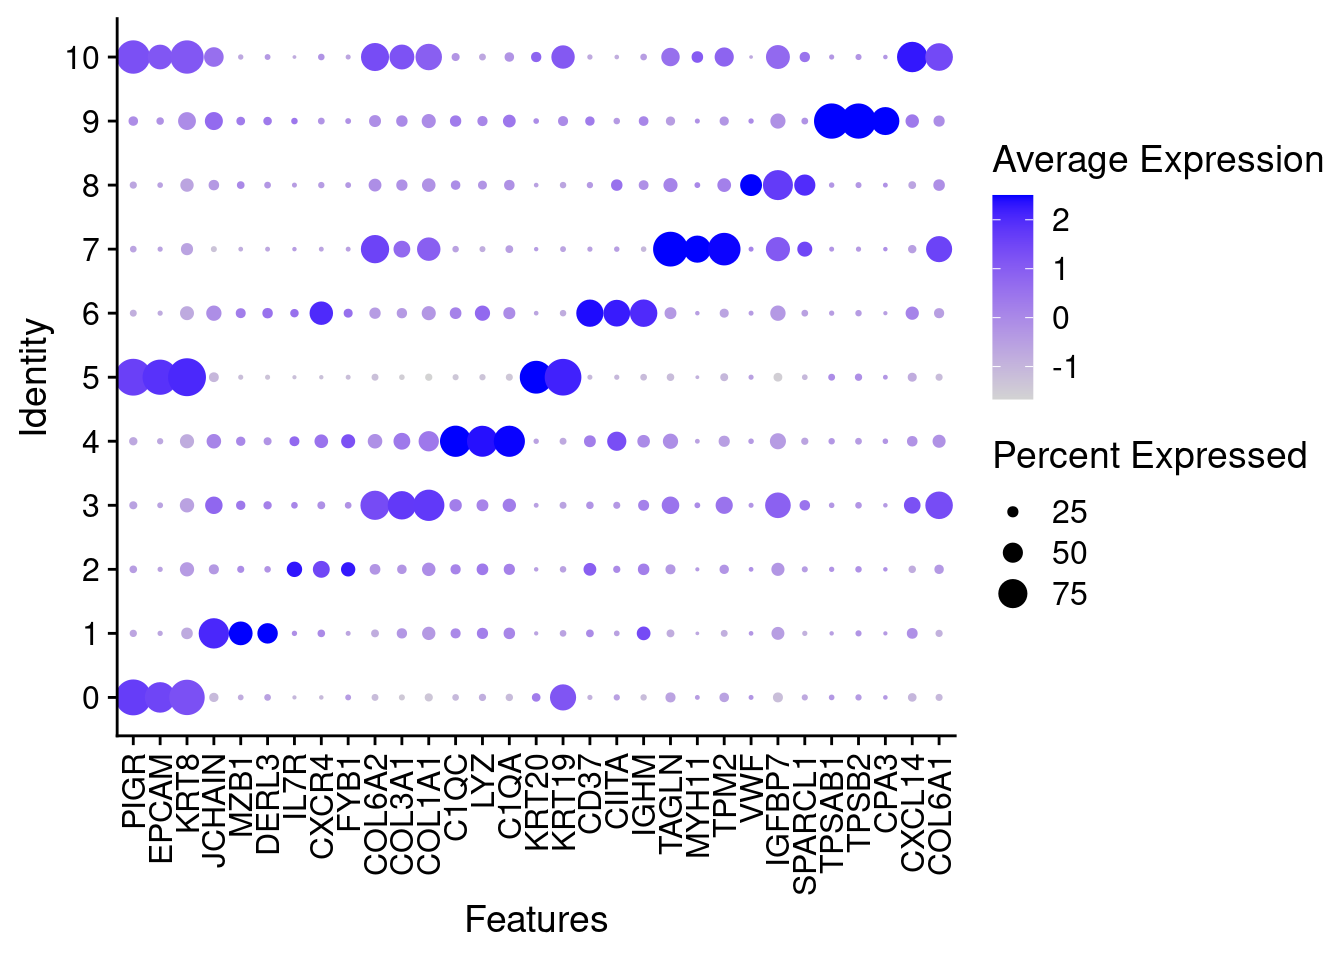 10
9
8
7
6
5
4
3
2
1
0
Identity
PIGR
EPCAM
KRT8
JCHAIN
MZB1
DERL3
IL7R
CXCR4
FYB1
COL6A2
COL3A1
COL1A1
C1QC
LYZ
C1QA
KRT20
KRT19
CD37
CIITA
IGHM
TAGLN
MYH11
TPM2
VWF
IGFBP7
SPARCL1
TPSAB1
TPSB2
CPA3
CXCL14
COL6A1
Features
Average Expression
2
1
0
-1
Percent Expressed
25
50
75